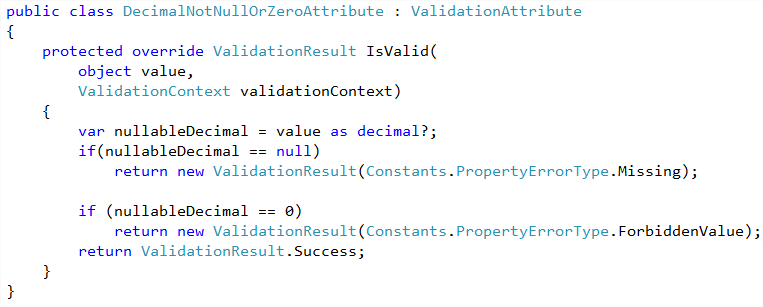 public class DecimalNotNullOrZeroAttribute : ValidationAttribute
{
    protected override ValidationResult IsValid(
        object value,
        ValidationContext validationContext)
    {
        var nullableDecimal = value as decimal?;
        if(nullableDecimal == null)
            return new ValidationResult(Constants.PropertyErrorType.Missing);

        if (nullableDecimal == 0)
            return new ValidationResult(Constants.PropertyErrorType.ForbiddenValue);
        return ValidationResult.Success;
    }
}